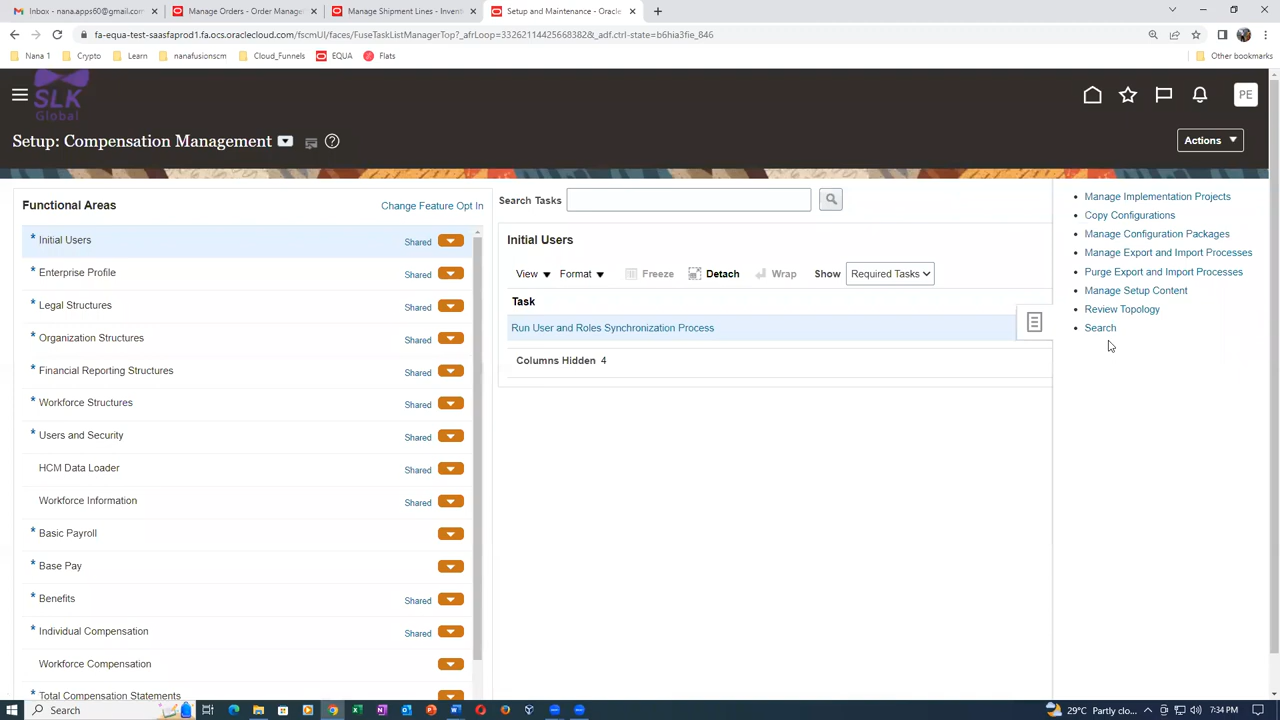 Inbox - nana.apps60@gmail.com
Manage Orders - Order Manage
Manage Shipment Lines - Invent
Setup and Maintenance - Oracle
fa-equa-test-saasfaprod1.fa.ocs.oraclecloud.com/fscmUI/faces/FuseTaskListManagerTop?_afrLoop=33262114425668382&_adf.ctrl-state=b6hia3fie_846
Nana 1
Crypto
Learn
nanafusionscm
Cloud_Funnels
EQUA
Flats
Other bookmarks
SLK
Global
PE
Setup: Compensation Management
Actions
Functional Areas
Change Feature Opt In
* Initial Users Shared
* Enterprise Profile Shared
* Legal Structures Shared
* Organization Structures Shared
* Financial Reporting Structures Shared
* Workforce Structures Shared
* Users and Security Shared
HCM Data Loader Shared
Workforce Information Shared
* Basic Payroll
* Base Pay
* Benefits Shared
* Individual Compensation Shared
Workforce Compensation
* Total Compensation Statements
Search Tasks
Initial Users
View Format Freeze Detach Wrap Show Required Tasks
Task
Run User and Roles Synchronization Process
Columns Hidden 4
Manage Implementation Projects
Copy Configurations
Manage Configuration Packages
Manage Export and Import Processes
Purge Export and Import Processes
Manage Setup Content
Review Topology
Search
Search
29°C Partly clo...
7:34 PM